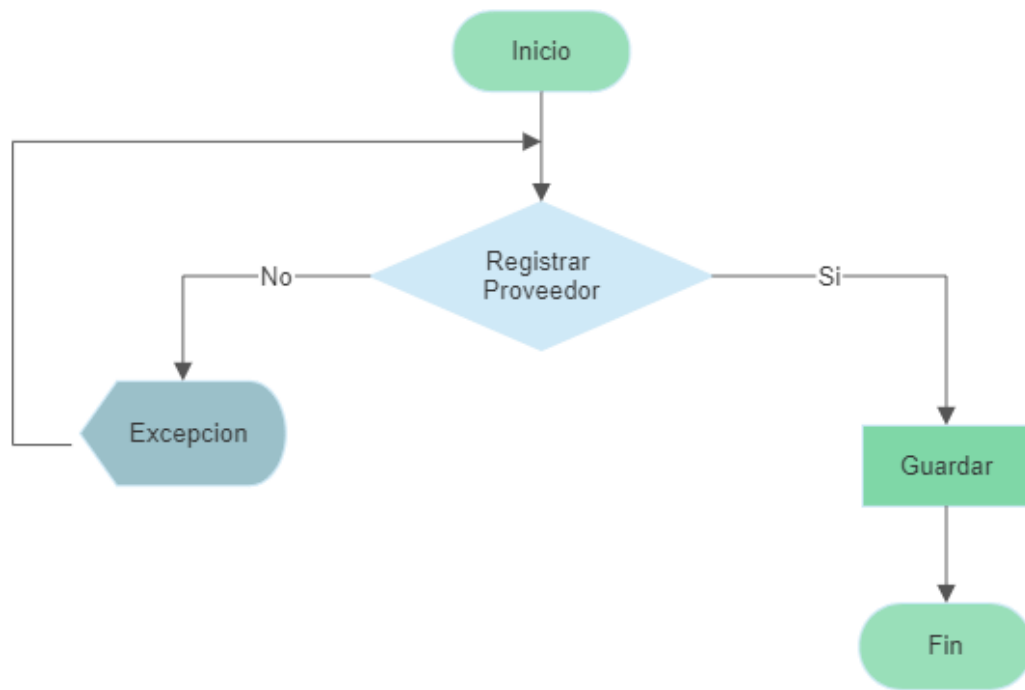 Inicio
Registrar
Proveedor
No
Si
Excepcion
Guardar
Fin